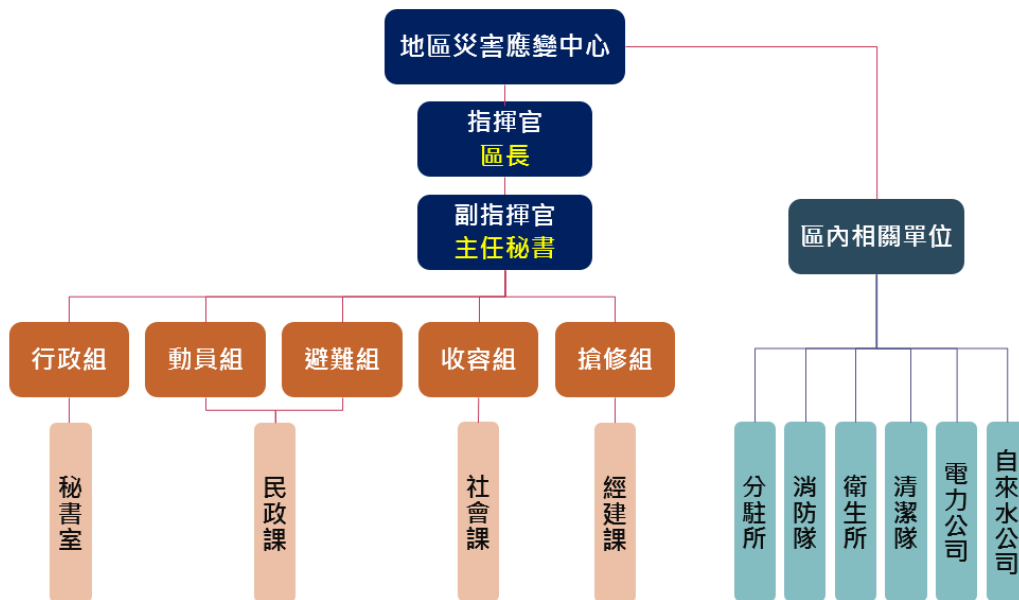 地區災害應變中心
指揮官
區長
副指揮官
主任秘書
區內相關單位
行政組
動員組
避難組
收容組
搶修組
秘書室
民政課
社會課
經建課
分駐所
消防隊
衛生所
清潔隊
電力公司
自來水公司